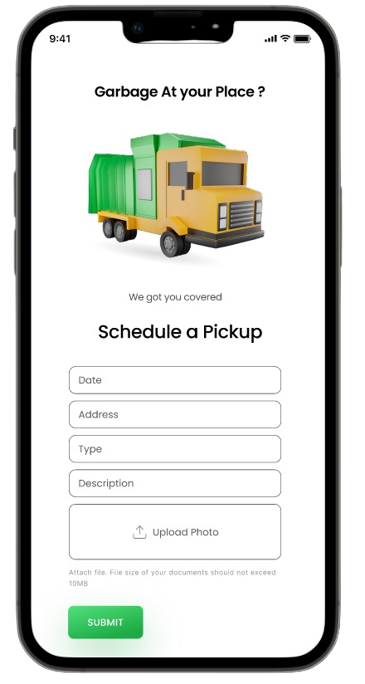 9:41
Garbage At your Place ?
We got you covered
Schedule a Pickup
Date
Address
Type
Description
Upload Photo
Attach file. File size of your documents should not exceed
10MB
SUBMIT